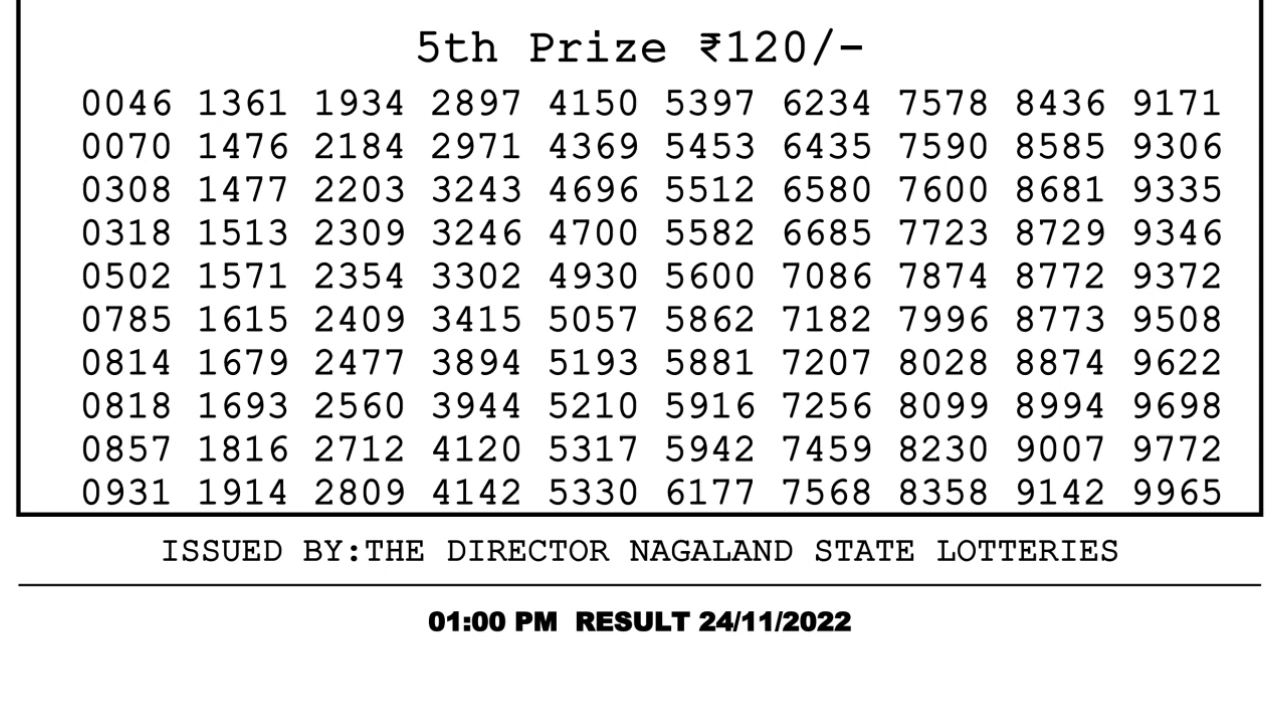 5th Prize ₹120/-
0046 1361 1934 2897 4150 5397 6234 7578 8436 9171
0070 1476 2184 2971 4369 5453 6435 7590 8585 9306
0308 1477 2203 3243 4696 5512 6580 7600 8681 9335
0318 1513 2309 3246 4700 5582 6685 7723 8729 9346
0502 1571 2354 3302 4930 5600 7086 7874 8772 9372
0785 1615 2409 3415 5057 5862 7182 7996 8773 9508
0814 1679 2477 3894 5193 5881 7207 8028 8874 9622
0818 1693 2560 3944 5210 5916 7256 8099 8994 9698
0857 1816 2712 4120 5317 5942 7459 8230 9007 9772
0931 1914 2809 4142 5330 6177 7568 8358 9142 9965
ISSUED BY:THE DIRECTOR NAGALAND STATE LOTTERIES
01:00 PM RESULT 24/11/2022